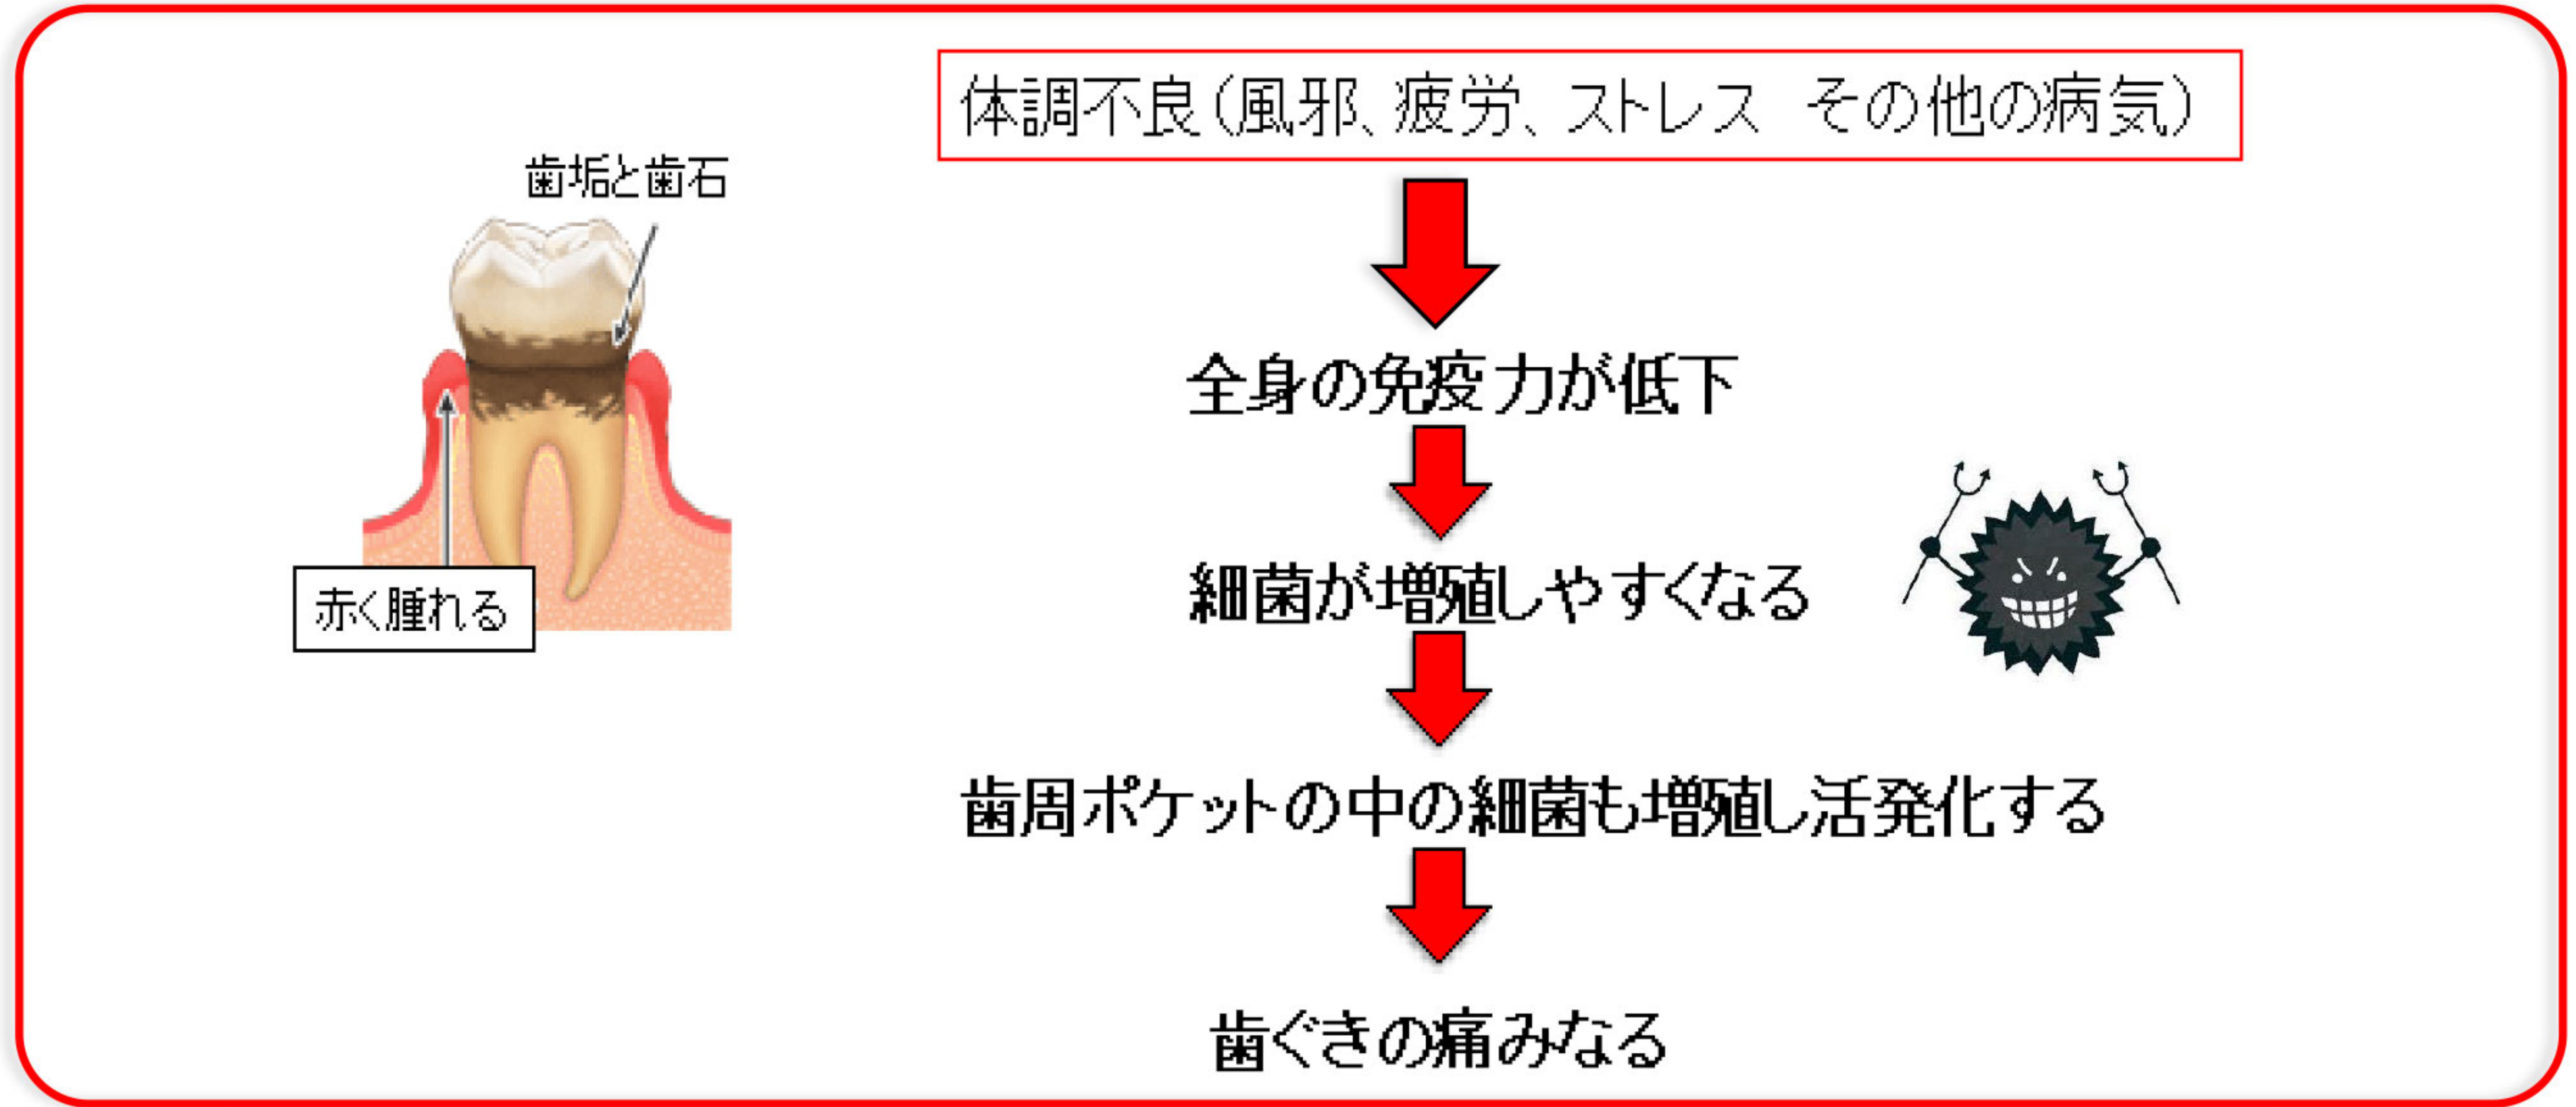 体調不良（風邪、疲労、ストレス　その他の病気）
歯垢と歯石
赤く腫れる
全身の免疫力が低下
細菌が増殖しやすくなる
歯周ポケットの中の細菌も増殖し活発化する
歯ぐきの痛みなる